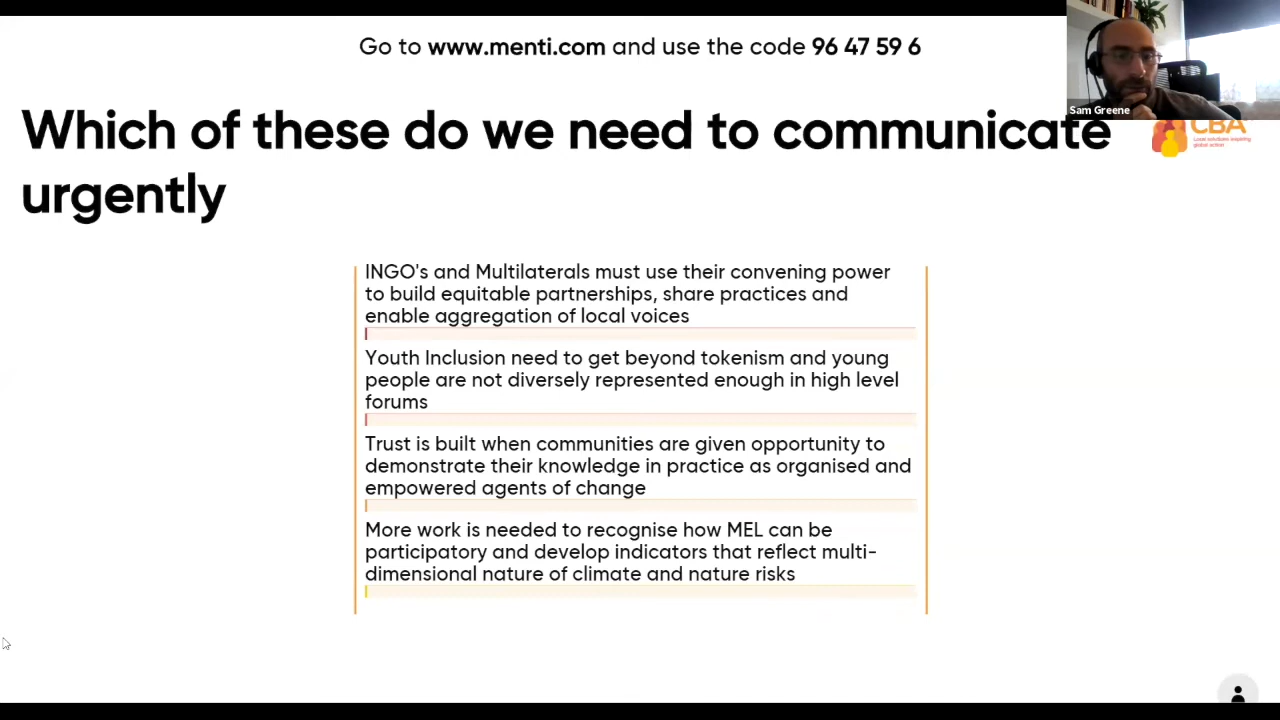 Go to www.menti.com and use the code 96 47 59 6
Sam Greene
Which of these do we need to communicate
urgently
CBA
Local solutions inspiring
global action
INGO's and Multilaterals must use their convening power
to build equitable partnerships, share practices and
enable aggregation of local voices
Youth Inclusion need to get beyond tokenism and young
people are not diversely represented enough in high level
forums
Trust is built when communities are given opportunity to
demonstrate their knowledge in practice as organised and
empowered agents of change
More work is needed to recognise how MEL can be
participatory and develop indicators that reflect multi-
dimensional nature of climate and nature risks